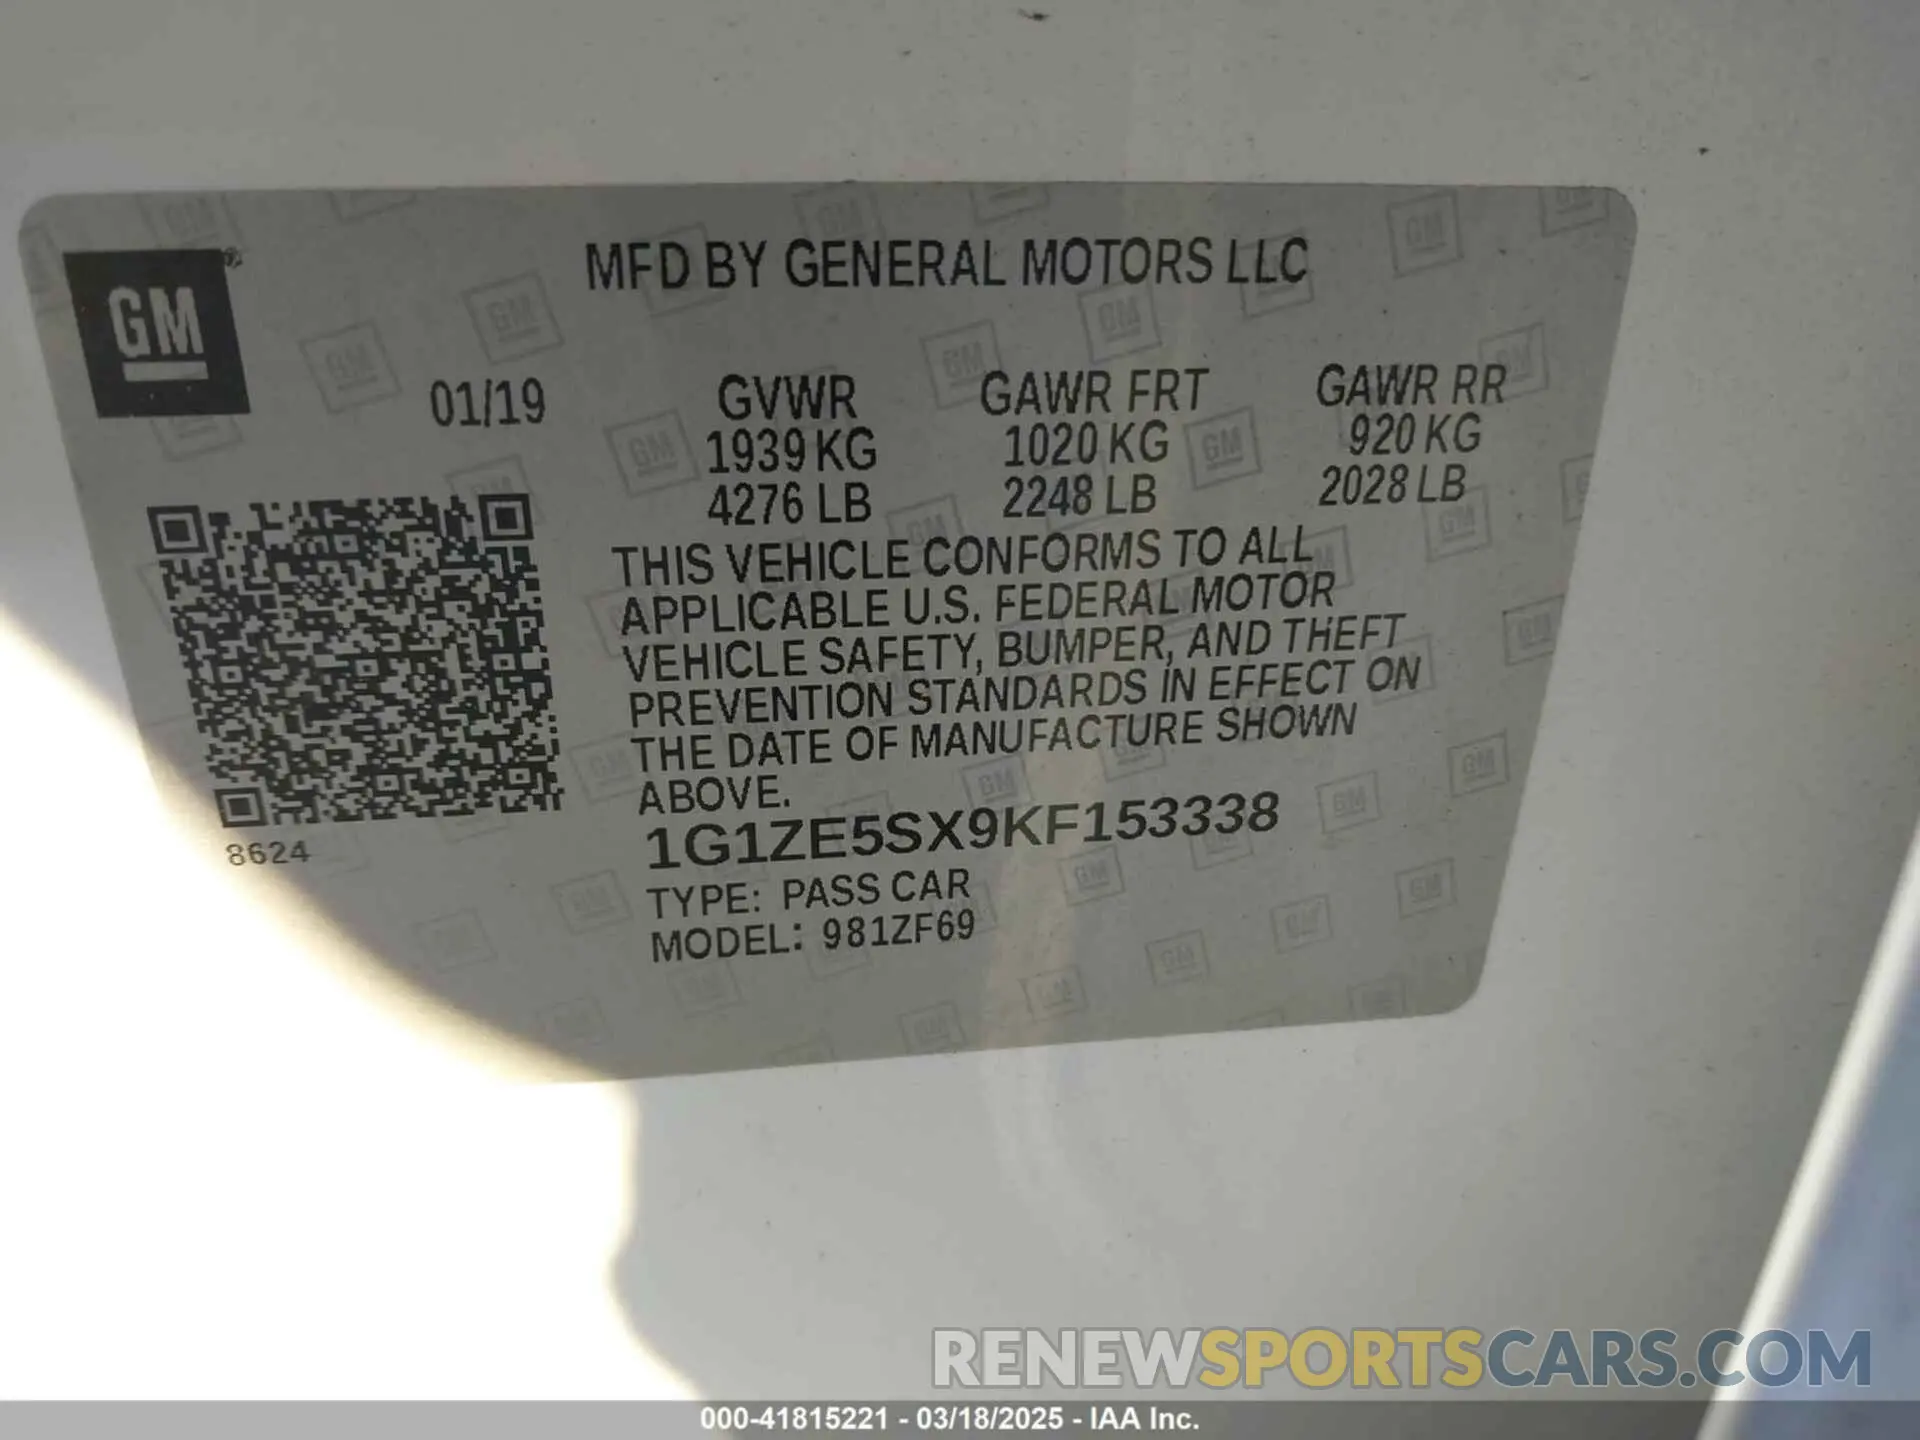 GM
MFD BY GENERAL MOTORS LLC
01/19
GVWR
1939 KG
4276 LB
GAWR FRT
1020 KG
2248 LB
GAWR RR
920 KG
2028 LB
THIS VEHICLE CONFORMS TO ALL
APPLICABLE U.S. FEDERAL MOTOR
VEHICLE SAFETY, BUMPER, AND THEFT
PREVENTION STANDARDS IN EFFECT ON
THE DATE OF MANUFACTURE SHOWN
ABOVE.
8624
1G1ZE5SX9KF153338
TYPE: PASS CAR
MODEL: 981ZF69
RENEWSPORTSCARS.COM
000-41815221 - 03/18/2025 - IAA Inc.